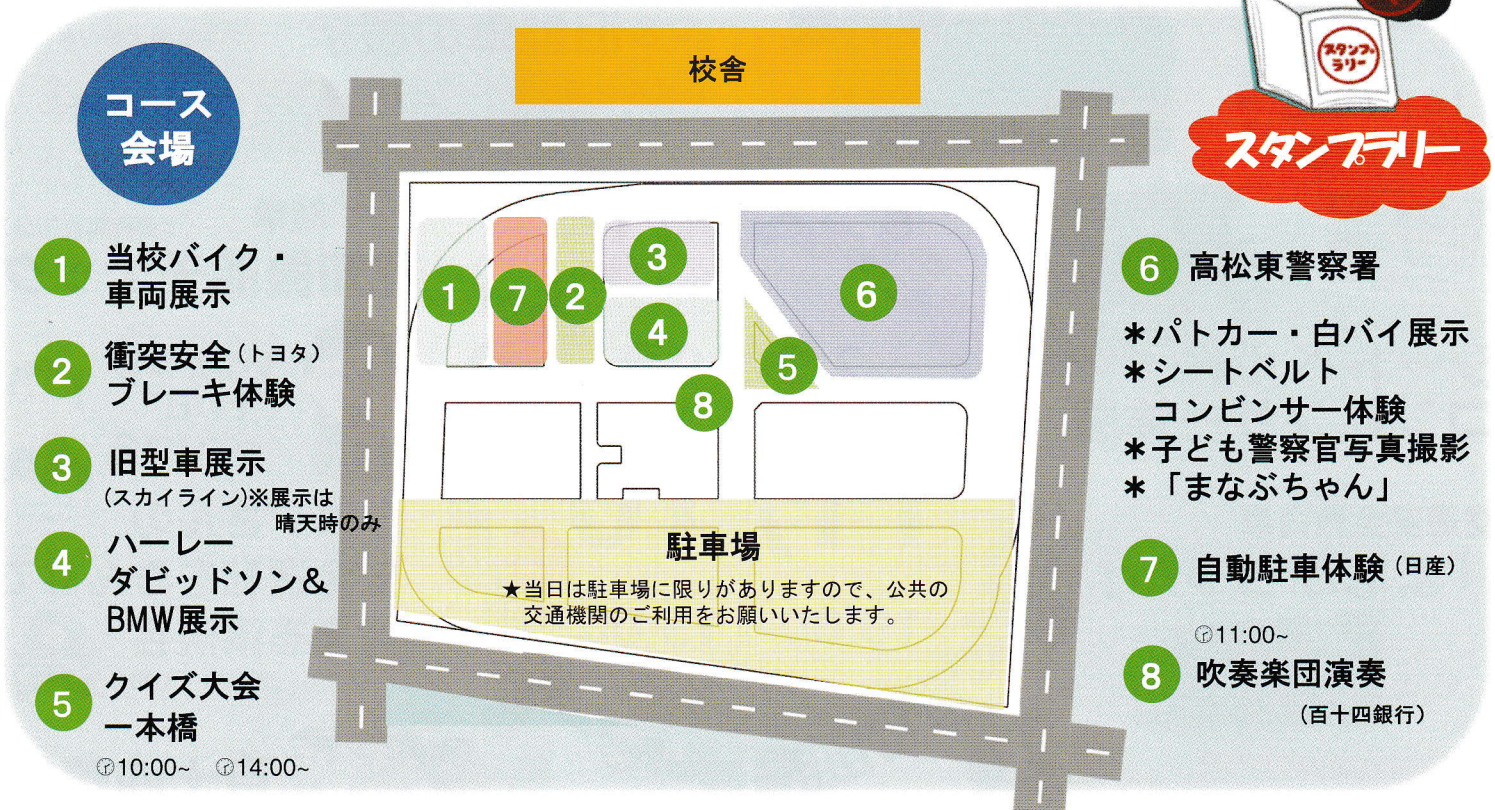 校舎
コース
会場
スタンプ
ラリー
スタンプラリー
1 当校バイク・
車両展示
2 衝突安全(トヨタ)
ブレーキ体験
3 旧型車展示
(スカイライン)※展示は
晴天時のみ
4 ハーレー
ダビッドソン&
BMW展示
5 クイズ大会
一本橋
10:00~ 14:00~
1
7
2
3
4
5
6
8
駐車場
★当日は駐車場に限りがありますので、公共の
交通機関のご利用をお願いいたします。
6 高松東警察署
*パトカー・白バイ展示
*シートベルト
コンビンサー体験
*子ども警察官写真撮影
*「まなぶちゃん」
7 自動駐車体験(日産)
11:00~
8 吹奏楽団演奏
(百十四銀行)